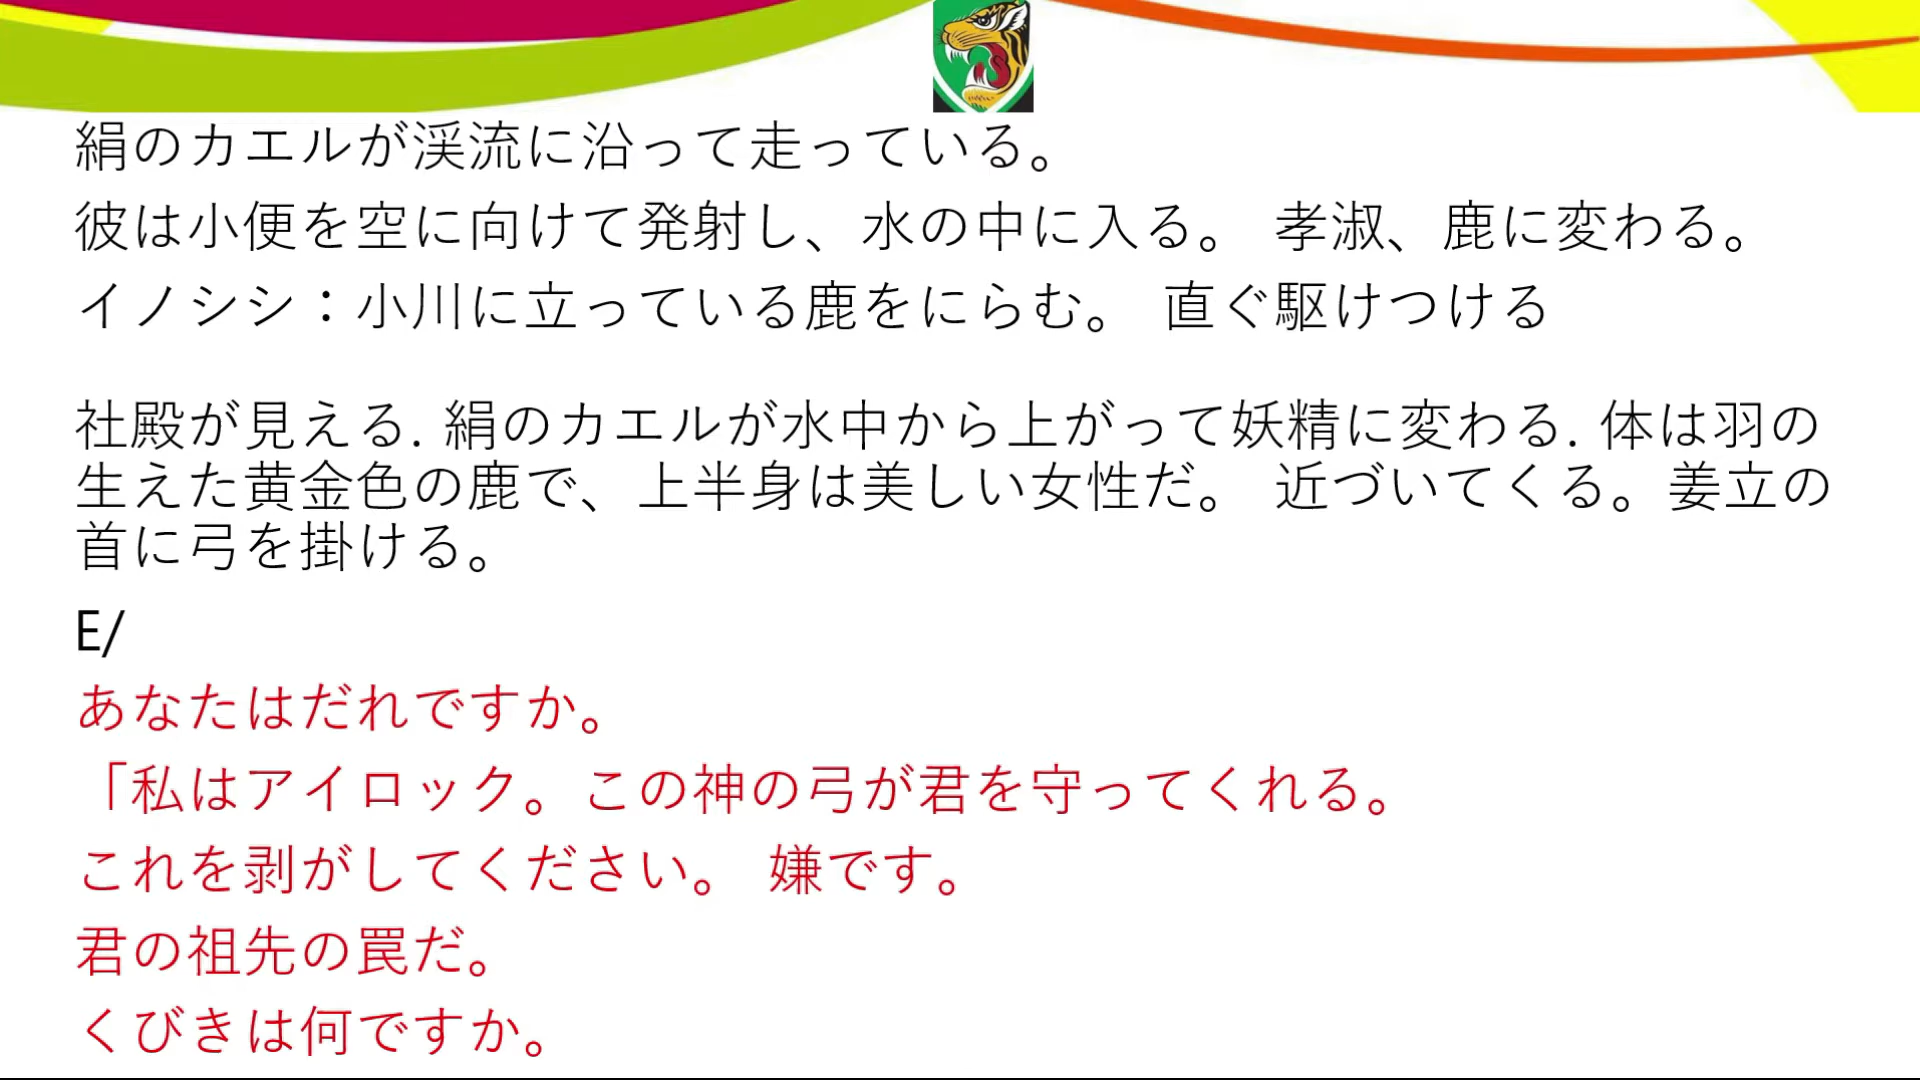 絹のカエルが渓流に沿って走っている。
彼は小便を空に向けて発射し、水の中に入る。 孝淑、鹿に変わる。
イノシシ：小川に立っている鹿をにらむ。 直ぐ駆けつける
社殿が見える. 絹のカエルが水中から上がって妖精に変わる. 体は羽の
生えた黄金色の鹿で、上半身は美しい女性だ。 近づいてくる。姜立の
首に弓を掛ける。
E/
あなたはだれですか。
「私はアイロック。この神の弓が君を守ってくれる。
これを剥がしてください。 嫌です。
君の祖先の罠だ。
くびきは何ですか。